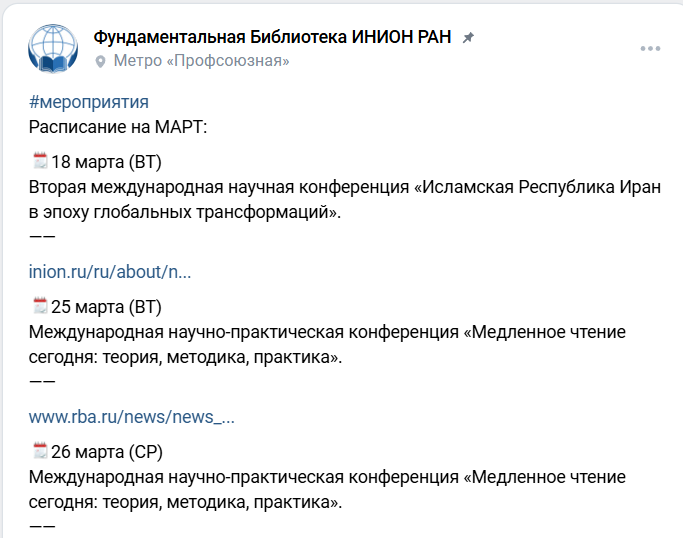 Фундаментальная Библиотека ИНИОН РАН
Метро «Профсоюзная»
#мероприятия
Расписание на МАРТ:
18 марта (ВТ)
Вторая международная научная конференция «Исламская Республика Иран
в эпоху глобальных трансформаций».
——
inion.ru/ru/about/n...
25 марта (ВТ)
Международная научно-практическая конференция «Медленное чтение
сегодня: теория, методика, практика».
——
www.rba.ru/news/news_...
26 марта (СР)
Международная научно-практическая конференция «Медленное чтение
сегодня: теория, методика, практика».
——